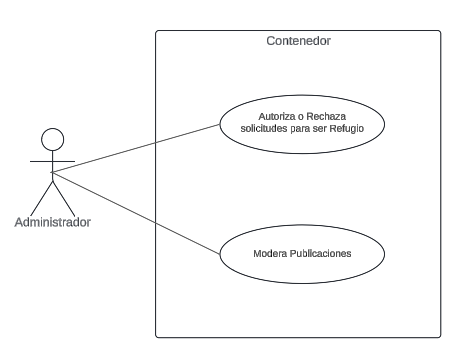 Contenedor
Autoriza o Rechaza
solicitudes para ser Refugio
Administrador
Modera Publicaciones